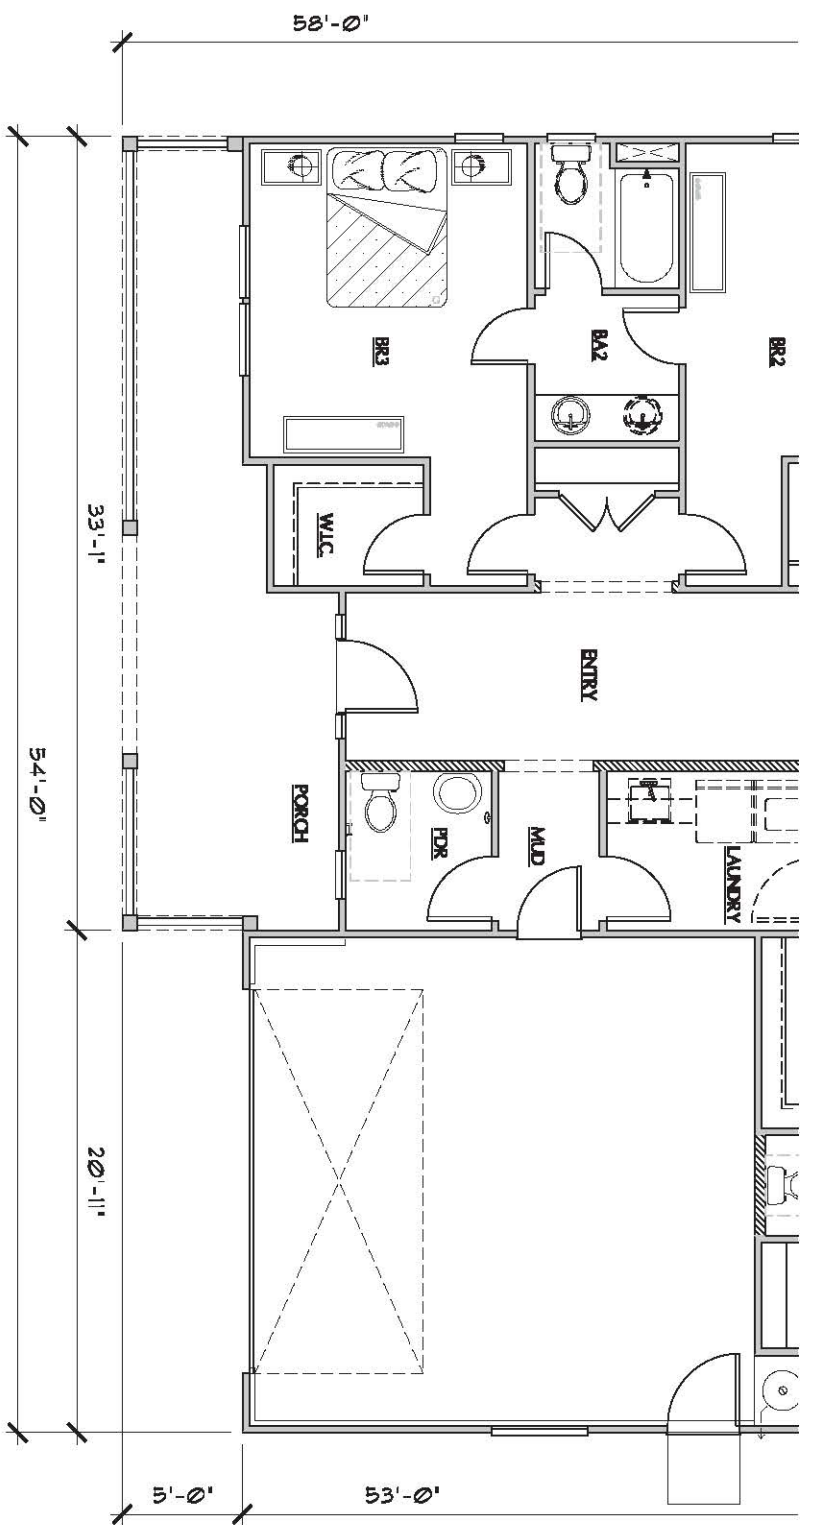 58'-0"
BR3
BA2
BR2
W.I.C.
33'-1"
ENTRY
54'-0"
PORCH
PDR
MUD
LAUNDRY
20'-11"
5'-0"
53'-0"